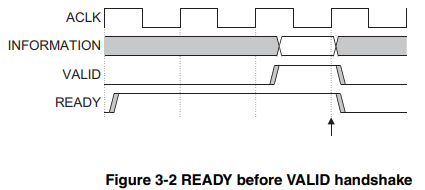 ACLK
INFORMATION
VALID
READY
Figure 3-2 READY before VALID handshake